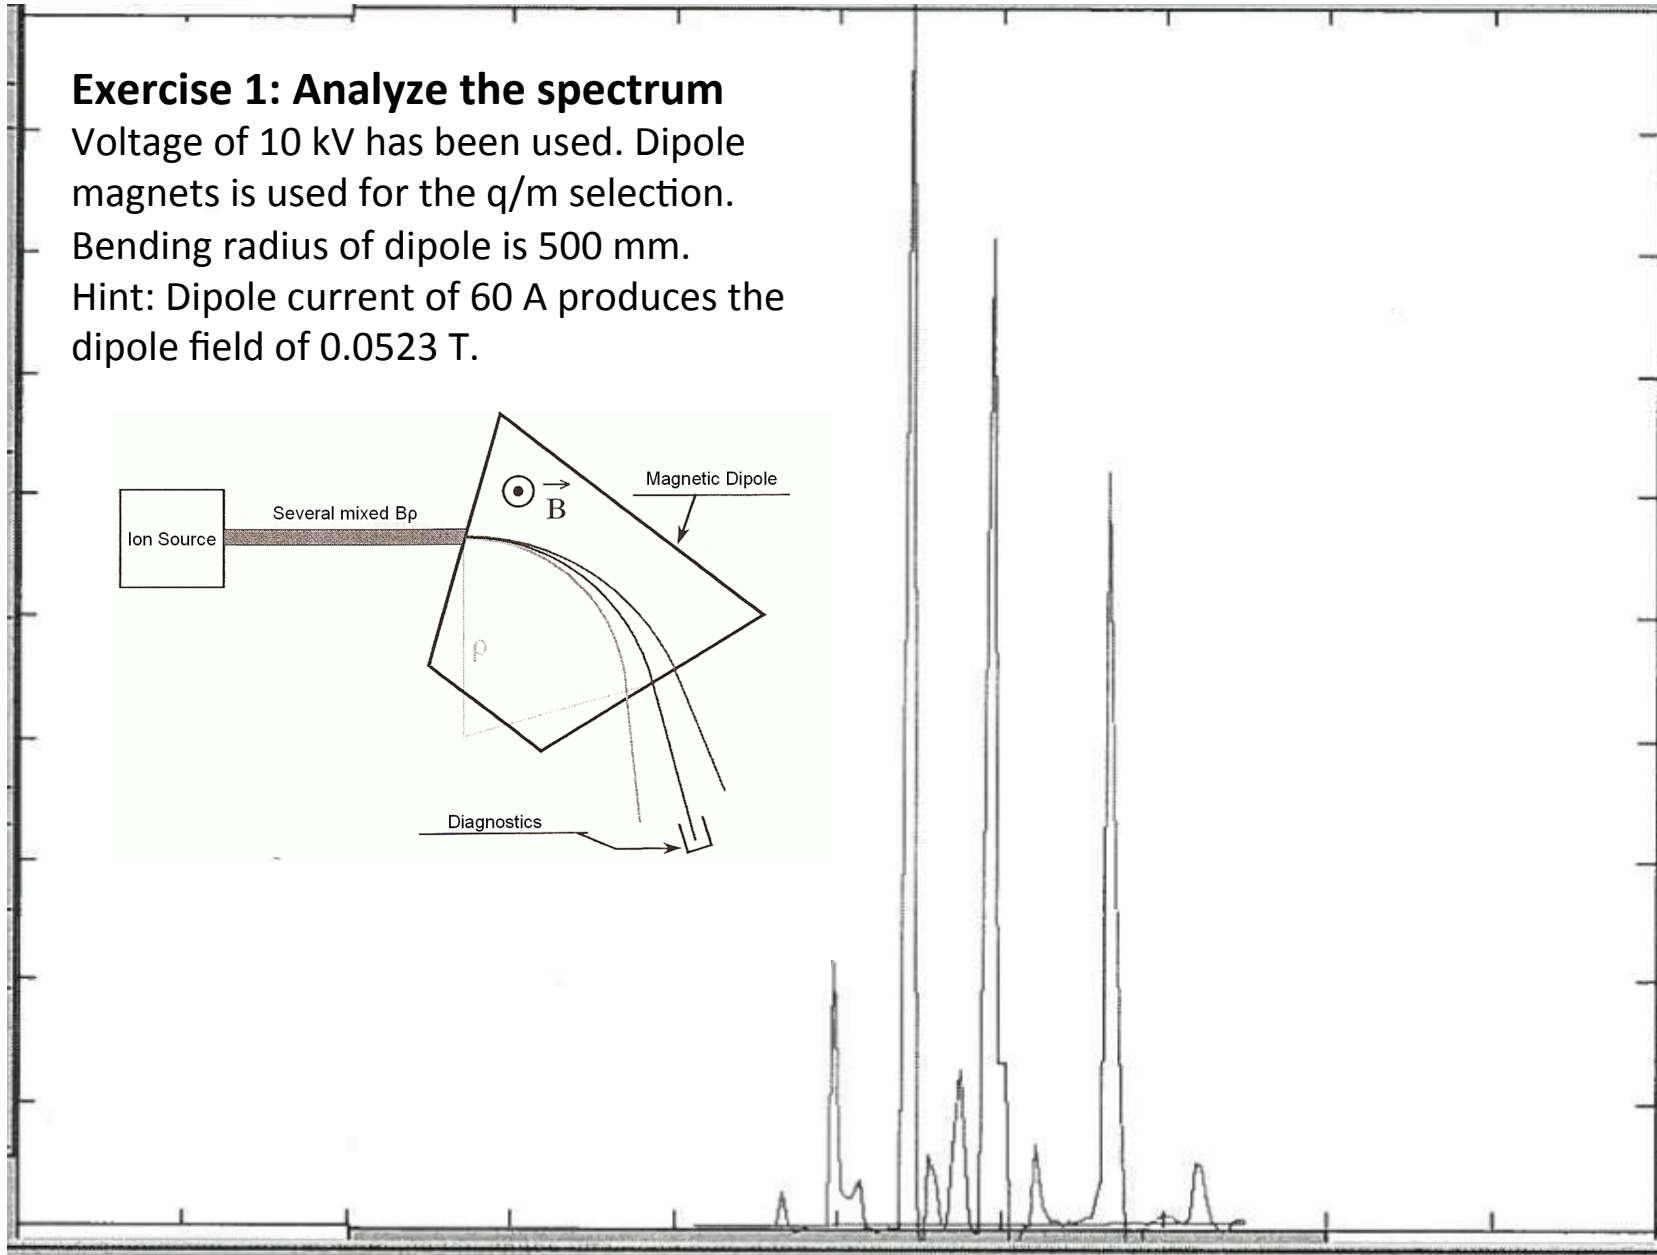 Exercise 1: Analyze the spectrum
Voltage of 10 kV has been used. Dipole
magnets is used for the q/m selection.
Bending radius of dipole is 500 mm.
Hint: Dipole current of 60 A produces the
dipole field of 0.0523 T.
Magnetic Dipole
B
Several mixed Bρ
Ion Source
ρ
Diagnostics